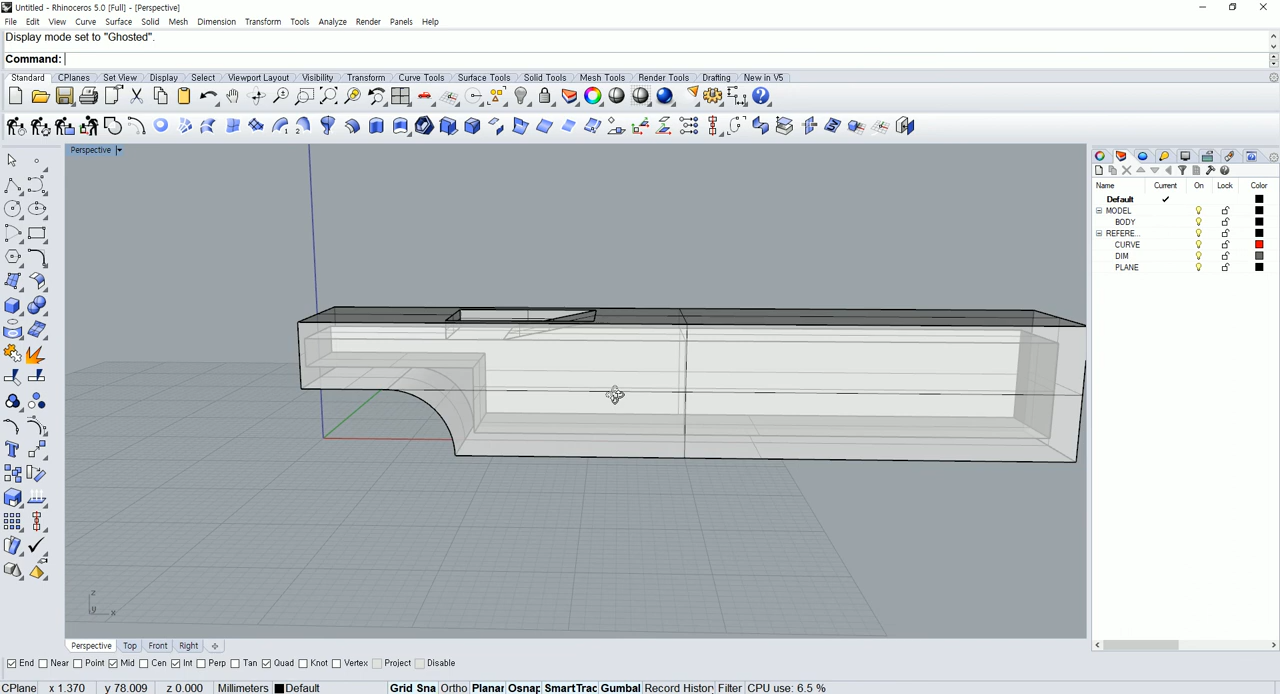 Untitled - Rhinoceros 5.0 [Full] - [Perspective]
File Edit View Curve Surface Solid Mesh Dimension Transform Tools Analyze Render Panels Help
Display mode set to "Ghosted".
Command:
Standard CPlanes Set View Display Select Viewport Layout Visibility Transform Curve Tools Surface Tools Solid Tools Mesh Tools Render Tools Drafting New in V5
Perspective
Name Current On Lock Color
Default
MODEL
BODY
REFERE...
CURVE
DIM
PLANE
z
y x
Perspective Top Front Right
End Near Point Mid Cen Int Perp Tan Quad Knot Vertex Project Disable
CPlane x 1.370 y 78.009 z 0.000 Millimeters Default Grid Sna Ortho Planar Osnap SmartTrac Gumbal Record History Filter CPU use: 6.5 %